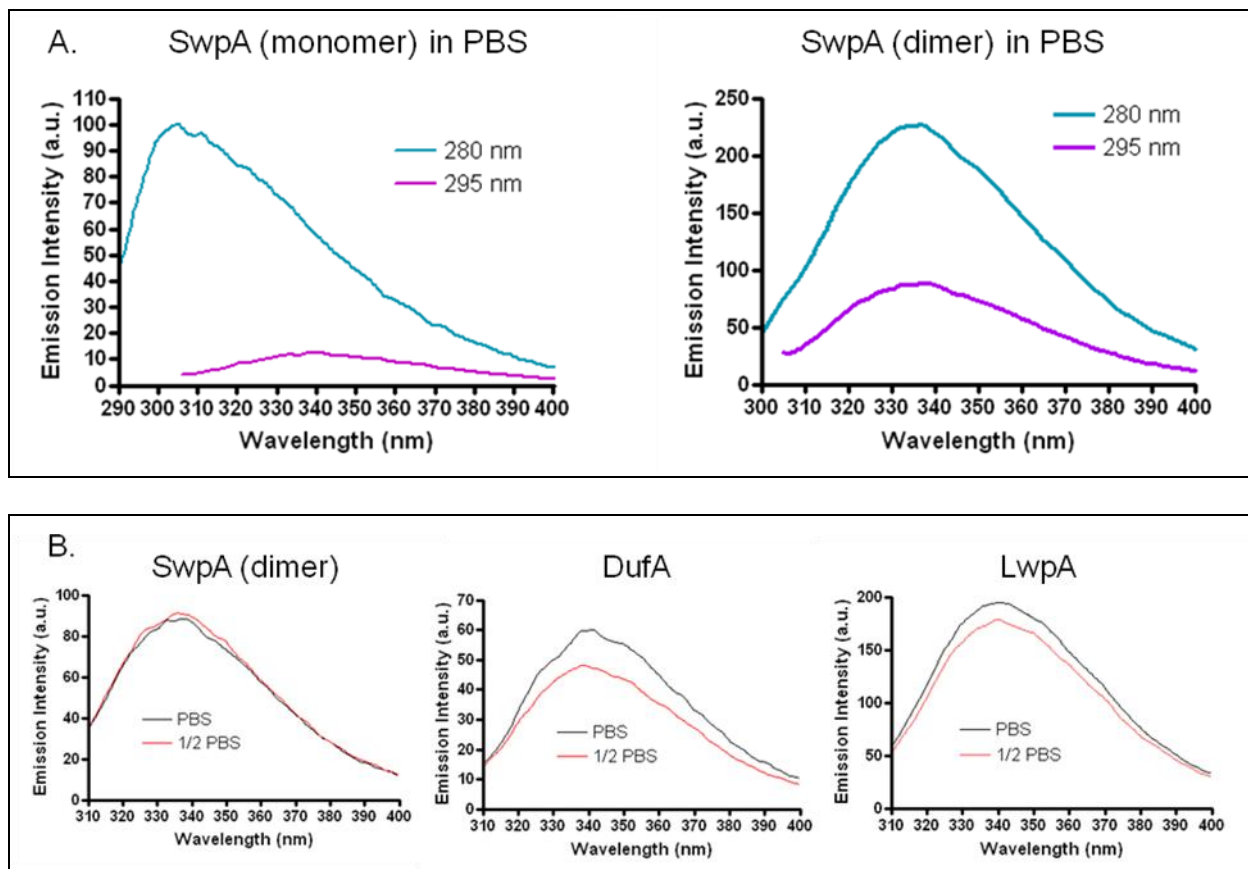 A.
SwpA (monomer) in PBS
Emission Intensity (a.u.)
110
100
90
80
70
60
50
40
30
20
10
0
280 nm
295 nm
290 300 310 320 330 340 350 360 370 380 390 400
Wavelength (nm)
SwpA (dimer) in PBS
Emission Intensity (a.u.)
250
200
150
100
50
0
280 nm
295 nm
300 310 320 330 340 350 360 370 380 390 400
Wavelength (nm)
B.
SwpA (dimer)
Emission Intensity (a.u.)
100
80
60
40
20
0
PBS
1/2 PBS
310 320 330 340 350 360 370 380 390 400
Wavelength (nm)
DufA
Emission Intensity (a.u.)
70
60
50
40
30
20
10
0
PBS
1/2 PBS
310 320 330 340 350 360 370 380 390 400
Wavelength (nm)
LwpA
Emission Intensity (a.u.)
200
150
100
50
0
PBS
1/2 PBS
310 320 330 340 350 360 370 380 390 400
Wavelength (nm)